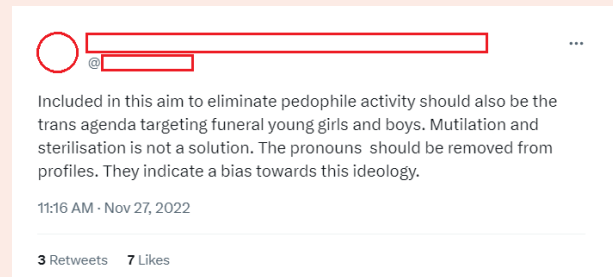 @
Included in this aim to eliminate pedophile activity should also be the
trans agenda targeting funeral young girls and boys. Mutilation and
sterilisation is not a solution. The pronouns should be removed from
profiles. They indicate a bias towards this ideology.
11:16 AM · Nov 27, 2022
3 Retweets 7 Likes